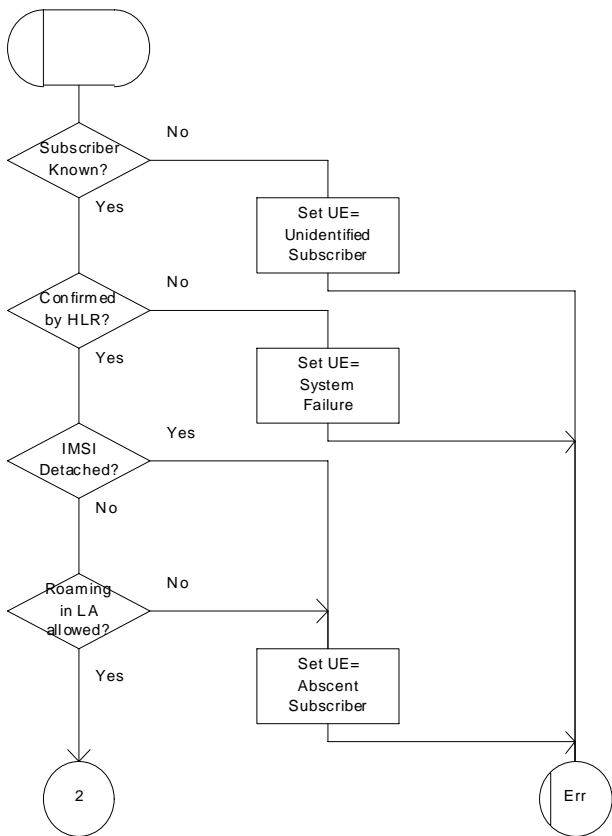 No
Subscriber
Known?
Yes
Set UE=
Unidentified
Subscriber
No
Confirmed
by HLR?
Yes
Set UE=
System
Failure
Yes
IMSI
Detached?
No
No
Roaming
in LA
allowed?
Yes
Set UE=
Abscent
Subscriber
2
Err